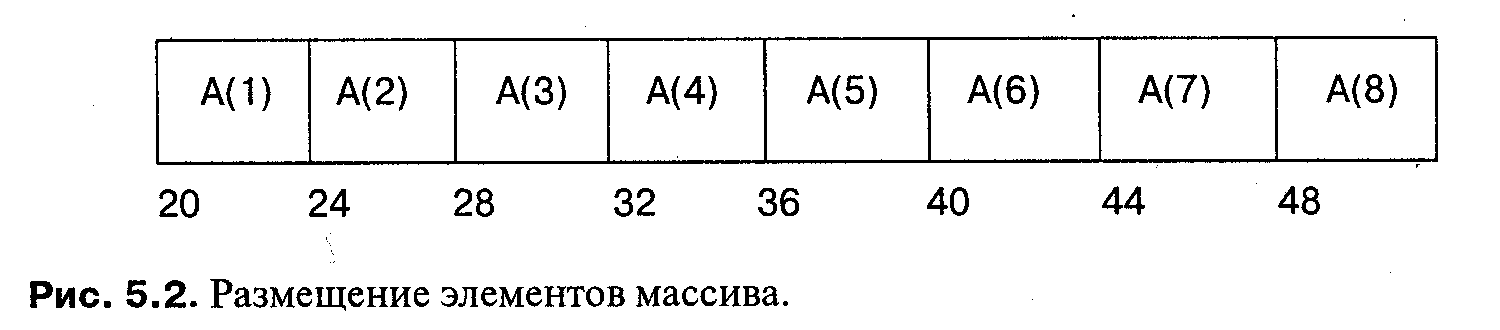 A(1) A(2) A(3) A(4) A(5) A(6) A(7) A(8)
20 24 28 32 36 40 44 48
Рис. 5.2. Размещение элементов массива.